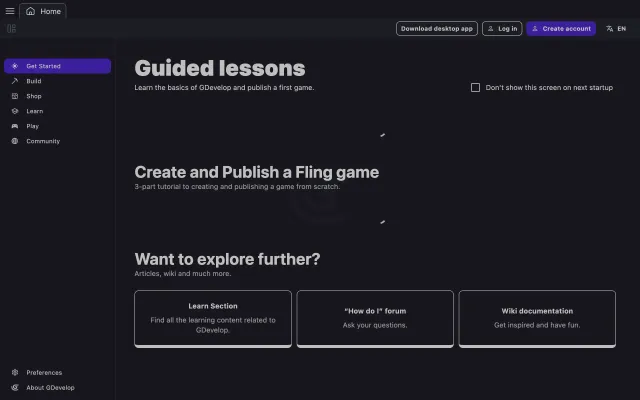 Home
Download desktop app
Log in
Create account
EN
Get Started
Build
Shop
Learn
Play
Community
Guided lessons
Learn the basics of GDevelop and publish a first game.
Don't show this screen on next startup
Create and Publish a Fling game
3-part tutorial to creating and publishing a game from scratch.
Want to explore further?
Articles, wiki and much more.
Learn Section
Find all the learning content related to
GDevelop.
“How do I” forum
Ask your questions.
Wiki documentation
Get inspired and have fun.
Preferences
About GDevelop